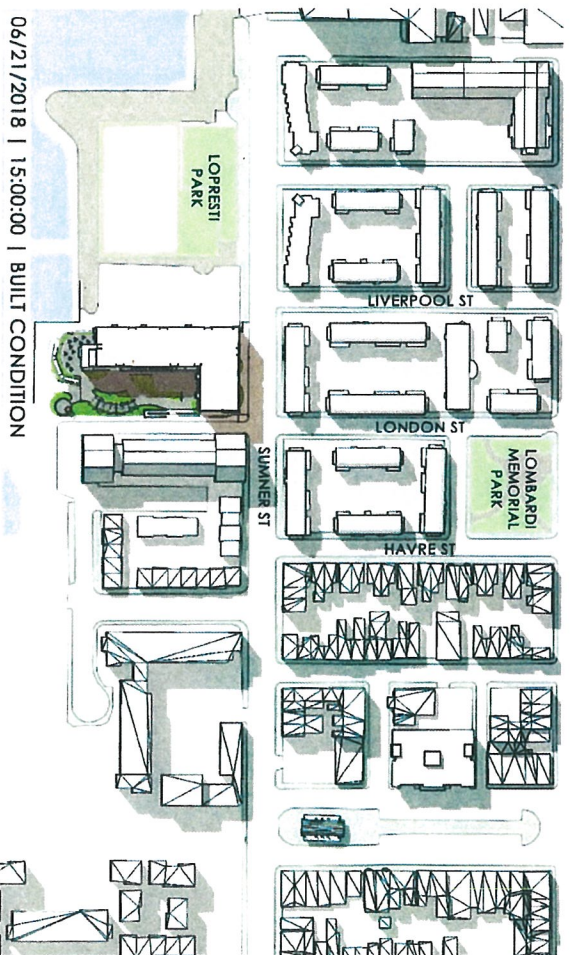 LOPRESTI
PARK
LIVERPOOL ST
LONDON ST
LOMBARDI
MEMORIAL
PARK
SUMNER ST
HAVRE ST
06/21/2018 | 15:00:00 | BUILT CONDITION